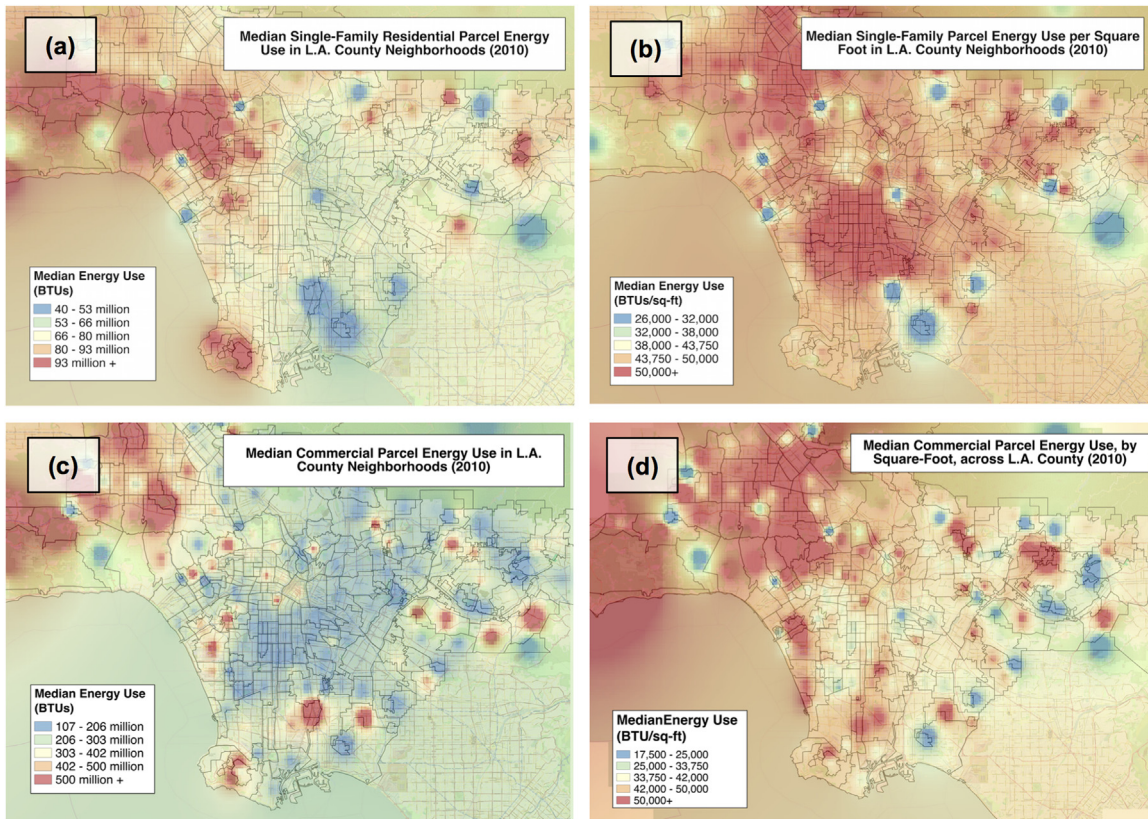 (a)
Median Single-Family Residential Parcel Energy
Use in L.A. County Neighborhoods (2010)
Median Energy Use
(BTUs)
40 - 53 million
53 - 66 million
66 - 80 million
80 - 93 million
93 million +
(b)
Median Single-Family Parcel Energy Use per Square
Foot in L.A. County Neighborhoods (2010)
Median Energy Use
(BTUs/sq-ft)
26,000 - 32,000
32,000 - 38,000
38,000 - 43,750
43,750 - 50,000
50,000+
(c)
Median Commercial Parcel Energy Use in L.A.
County Neighborhoods (2010)
Median Energy Use
(BTUs)
107 - 206 million
206 - 303 million
303 - 402 million
402 - 500 million
500 million +
(d)
Median Commercial Parcel Energy Use, by
Square-Foot, across L.A. County (2010)
MedianEnergy Use
(BTU/sq-ft)
17,500 - 25,000
25,000 - 33,750
33,750 - 42,000
42,000 - 50,000
50,000+